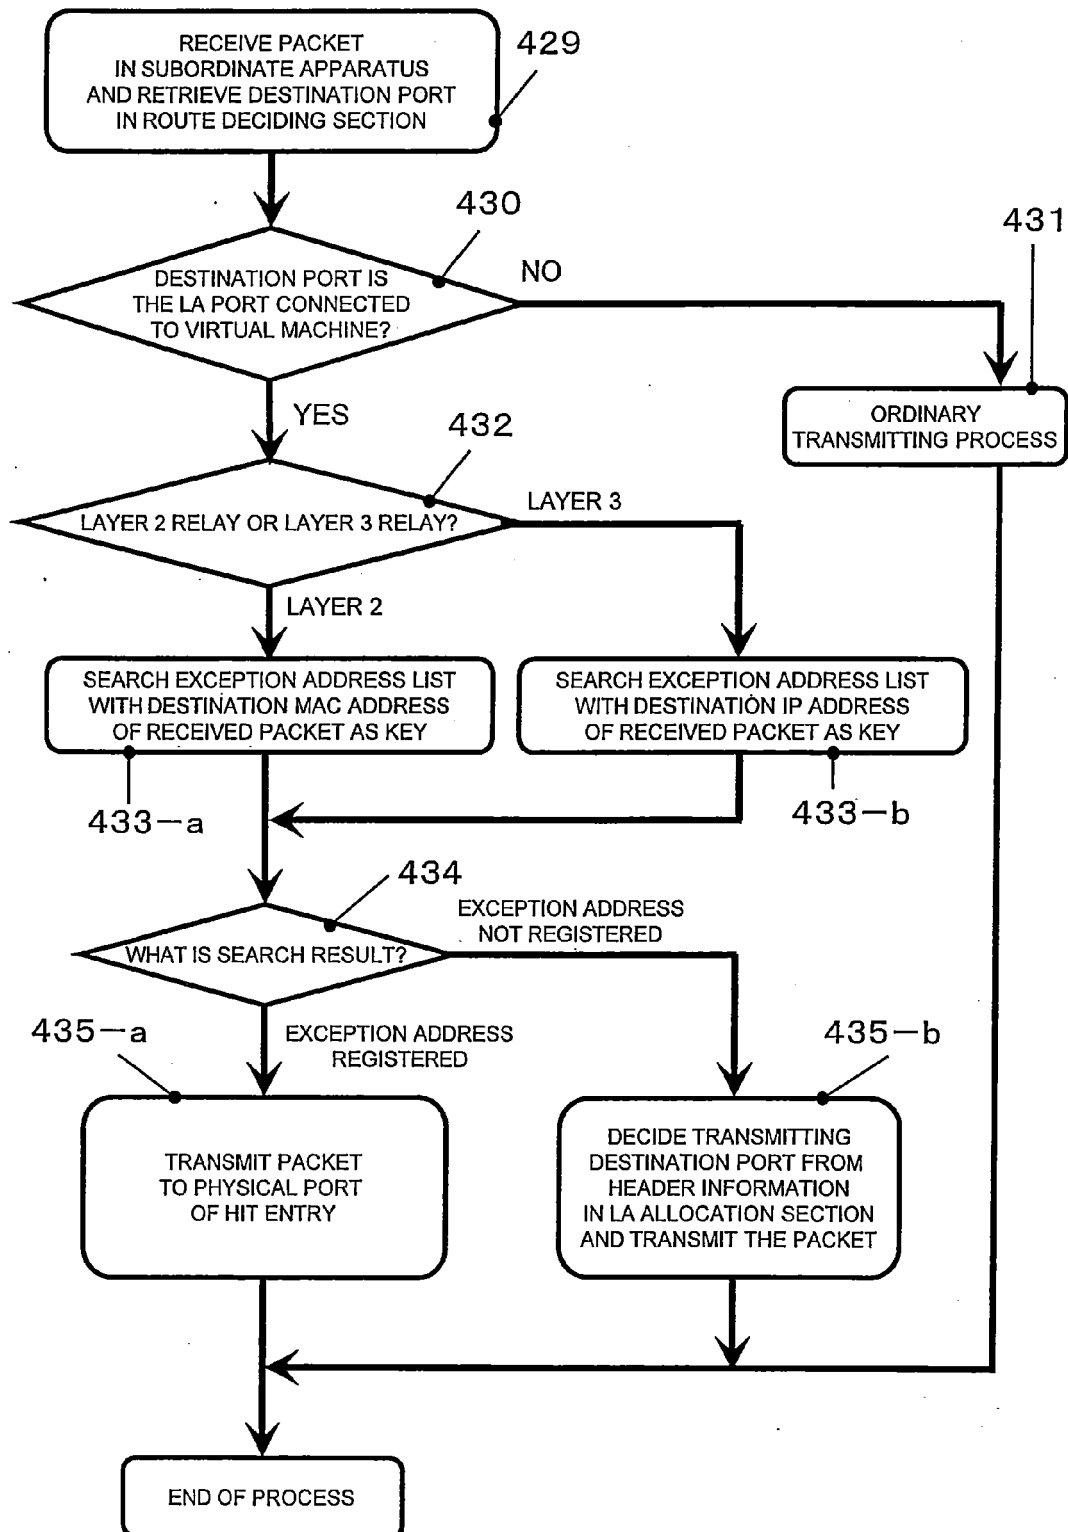 RECEIVE PACKET
IN SUBORDINATE APPARATUS
AND RETRIEVE DESTINATION PORT
IN ROUTE DECIDING SECTION
429
430
431
DESTINATION PORT IS
THE LA PORT CONNECTED
TO VIRTUAL MACHINE?
NO
YES
ORDINARY
TRANSMITTING PROCESS
432
LAYER 2 RELAY OR LAYER 3 RELAY?
LAYER 3
LAYER 2
SEARCH EXCEPTION ADDRESS LIST
WITH DESTINATION MAC ADDRESS
OF RECEIVED PACKET AS KEY
SEARCH EXCEPTION ADDRESS LIST
WITH DESTINATION IP ADDRESS
OF RECEIVED PACKET AS KEY
433-a
433-b
434
WHAT IS SEARCH RESULT?
EXCEPTION ADDRESS
NOT REGISTERED
EXCEPTION ADDRESS
REGISTERED
435-a
435-b
TRANSMIT PACKET
TO PHYSICAL PORT
OF HIT ENTRY
DECIDE TRANSMITTING
DESTINATION PORT FROM
HEADER INFORMATION
IN LA ALLOCATION SECTION
AND TRANSMIT THE PACKET
END OF PROCESS